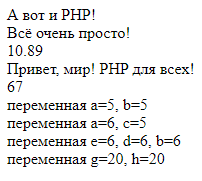 А вот и PHP!
Всё очень просто!
10.89
Привет, мир! PHP для всех!
67
переменная a=5, b=5
переменная a=6, c=5
переменная e=6, d=6, b=6
переменная g=20, h=20